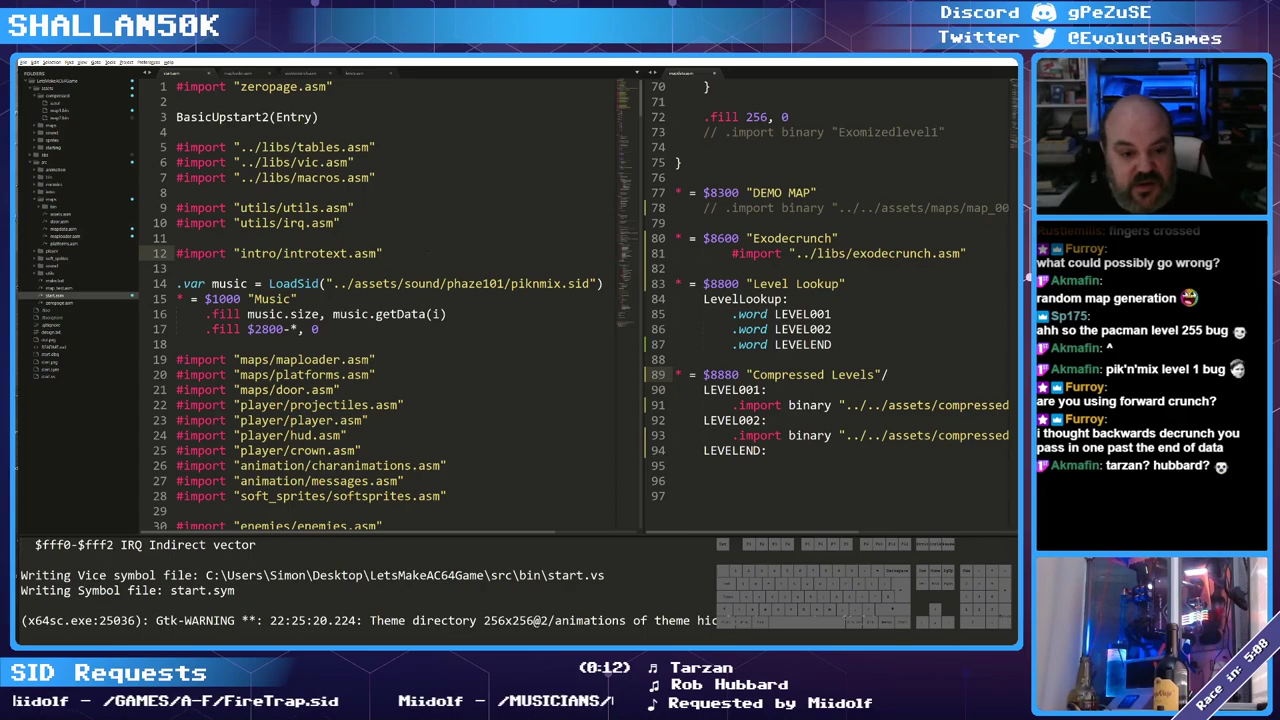 SHALLAN50K
Discord gPeZuSE
Twitter @EvoluteGames
FOLDERS
1 #import "zeropage.asm"
2
3 BasicUpstart2(Entry)
4
5 #import "../libs/tables.asm"
6 #import "../libs/vic.asm"
7 #import "../libs/macros.asm"
8
9 #import "utils/utils.asm"
10 #import "utils/irq.asm"
11
12 #import "intro/introtext.asm"
13
14 .var music = LoadSid("../assets/sound/phaze101/piknmix.sid")
15 * = $1000 "Music"
16 .fill music.size, music.getData(i)
17 .fill $2800-*, 0
18
19 #import "maps/maploader.asm"
20 #import "maps/platforms.asm"
21 #import "maps/door.asm"
22 #import "player/projectiles.asm"
23 #import "player/player.asm"
24 #import "player/hud.asm"
25 #import "player/crown.asm"
26 #import "animation/charanimations.asm"
27 #import "animation/messages.asm"
28 #import "soft_sprites/softsprites.asm"
30 #import "enemies/enemies.asm"
70 }
71
72 .fill 256, 0
73 // .import binary "Exomizedlevel1"
74
75 }
76
77 * = $8300 "DEMO MAP"
78 // .import binary "../../assets/maps/map_00
79
80 * = $8600 "Exodecrunch"
81 #import "../libs/exodecrunch.asm"
82
83 * = $8800 "Level Lookup"
84 LevelLookup:
85 .word LEVEL001
86 .word LEVEL002
87 .word LEVELEND
88
89 * = $8880 "Compressed Levels"/
90 LEVEL001:
91 .import binary "../../assets/compressed
92 LEVEL002:
93 .import binary "../../assets/compressed
94 LEVELEND:
95
96
97
$fff0-$fff2 IRQ Indirect vector
Writing Vice symbol file: C:\Users\Simon\Desktop\LetsMakeAC64Game\src\bin\start.vs
Writing Symbol file: start.sym
(x64sc.exe:25036): Gtk-WARNING **: 22:25:20.224: Theme directory 256x256@2/animations of theme hic
Rustiemills: fingers crossed
Furroy:
what could possibly go wrong?
Akmafin:
random map generation
Sp175:
ahh so the pacman level 255 bug
Akmafin: ^
Akmafin: pik'n'mix level 1 bug
Furroy:
are you using forward crunch?
Furroy:
i thought backwards decrunch you
pass in one past the end of data
Akmafin: tarzan? hubbard?
Race in: 5:08
SID Requests
iidolf - /GAMES/A-F/FireTrap.sid
Miidolf - /MUSICIANS/
(0:12) Tarzan
Rob Hubbard
Requested by Miidolf